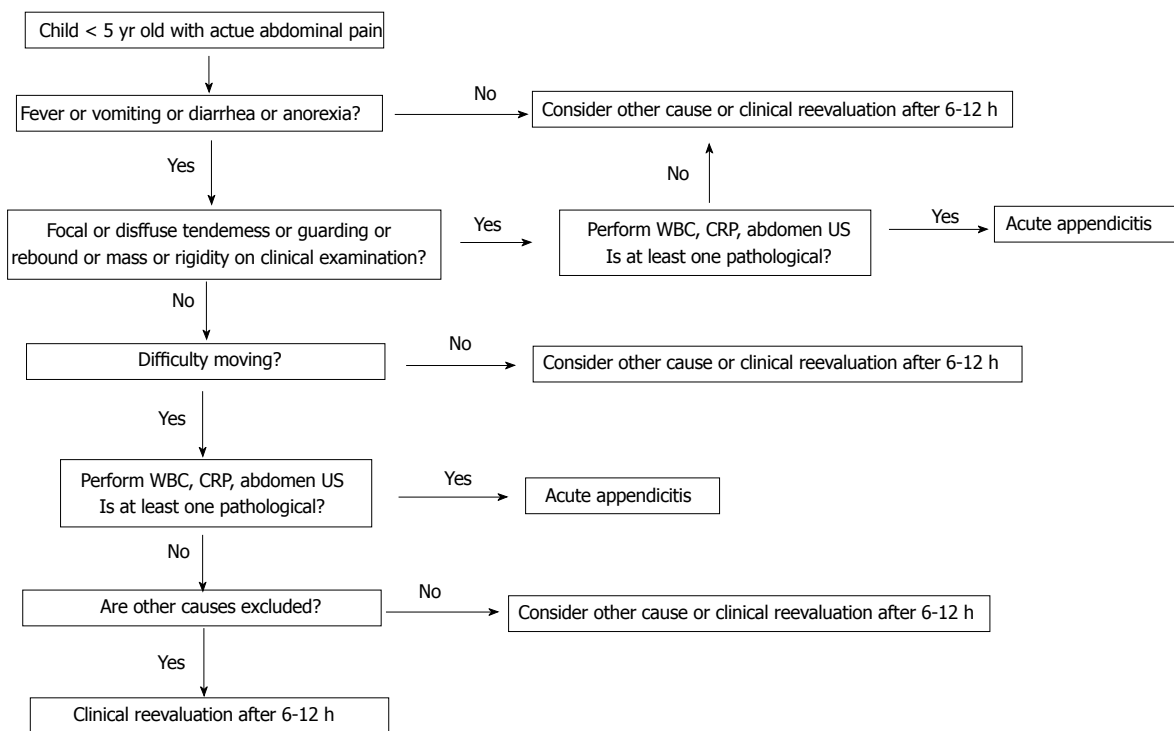 Child < 5 yr old with actue abdominal pain
Fever or vomiting or diarrhea or anorexia?
No
Consider other cause or clinical reevaluation after 6-12 h
Yes
No
Focal or disffuse tendemess or guarding or
rebound or mass or rigidity on clinical examination?
Yes
Perform WBC, CRP, abdomen US
Is at least one pathological?
Yes
Acute appendicitis
No
Difficulty moving?
No
Consider other cause or clinical reevaluation after 6-12 h
Yes
Perform WBC, CRP, abdomen US
Is at least one pathological?
Yes
Acute appendicitis
No
Are other causes excluded?
No
Consider other cause or clinical reevaluation after 6-12 h
Yes
Clinical reevaluation after 6-12 h